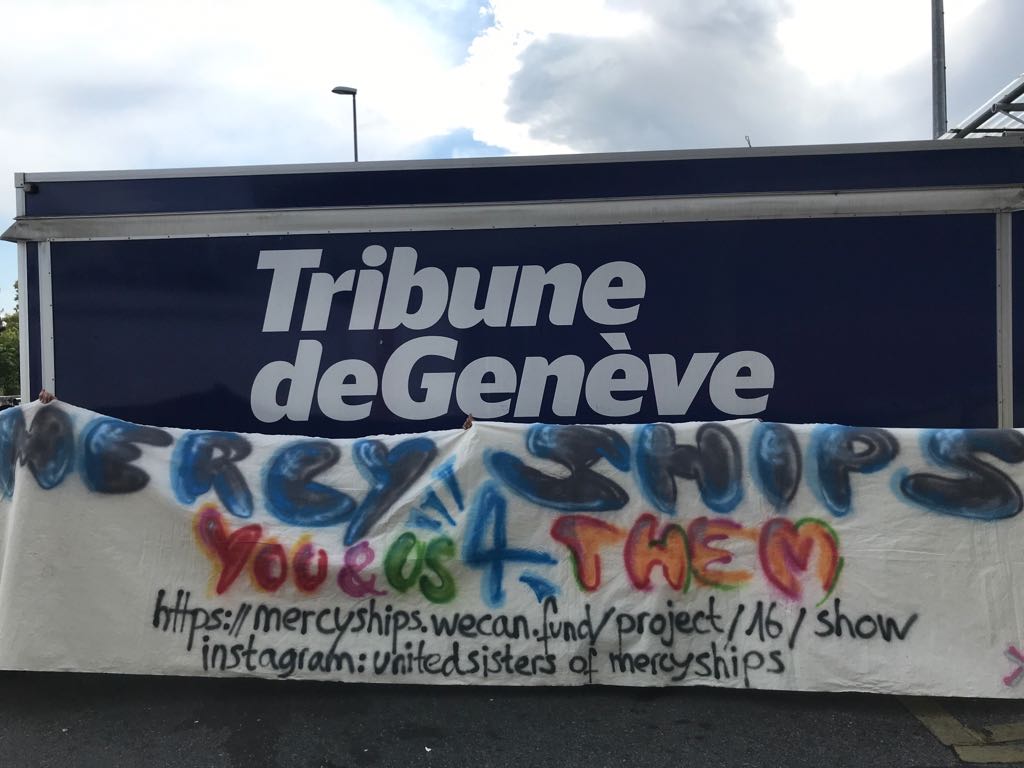 Tribune
deGenève
MERCY SHIPS
YOU & US 4 THEM
https://mercyships.wecan.fund/project/16/show
instagram: unitedsisters of mercyships